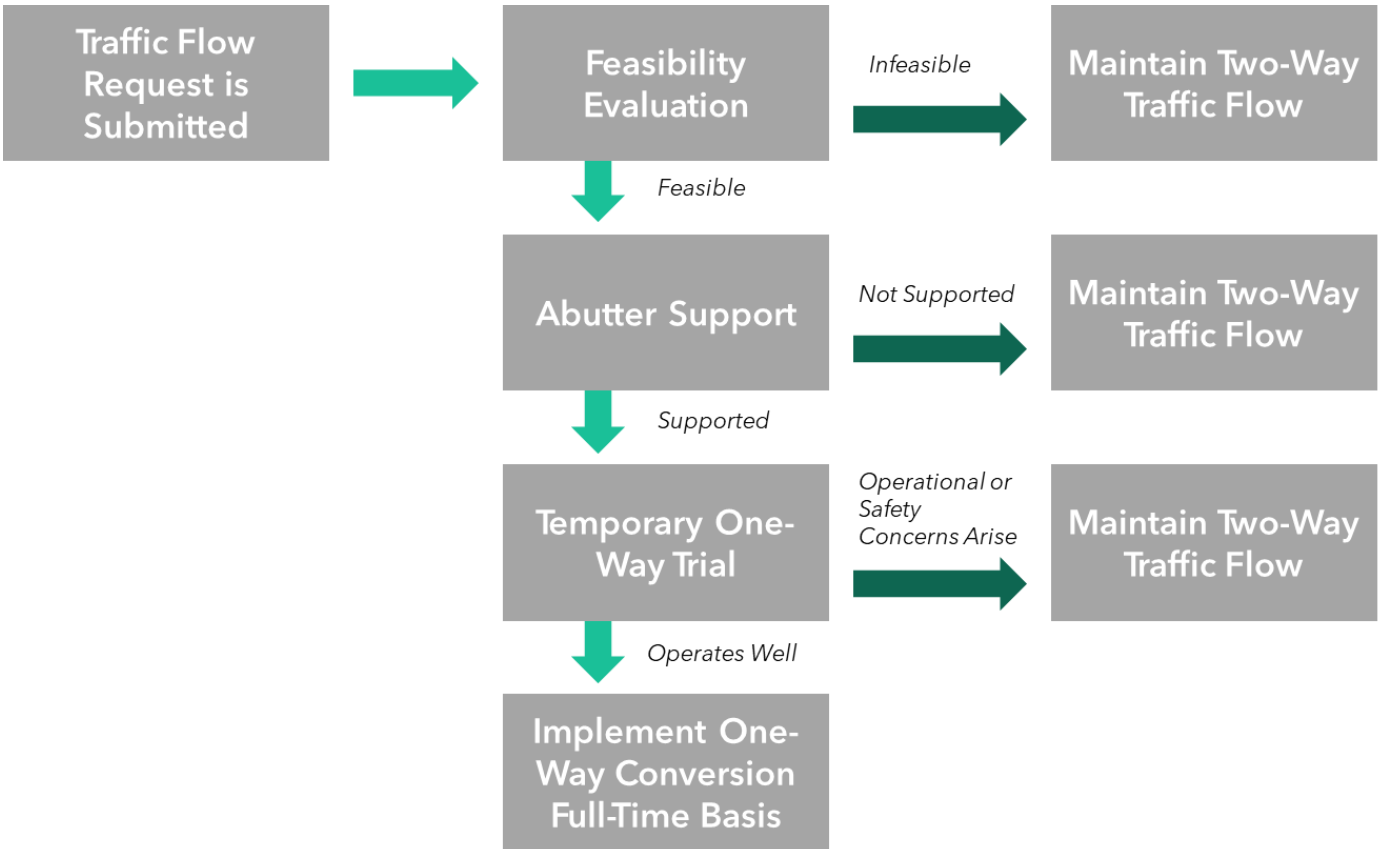 Traffic Flow
Request is
Submitted
Feasibility
Evaluation
Infeasible
Maintain Two-Way
Traffic Flow
Feasible
Abutter Support
Not Supported
Maintain Two-Way
Traffic Flow
Supported
Temporary One-
Way Trial
Operational or
Safety
Concerns Arise
Maintain Two-Way
Traffic Flow
Operates Well
Implement One-
Way Conversion
Full-Time Basis